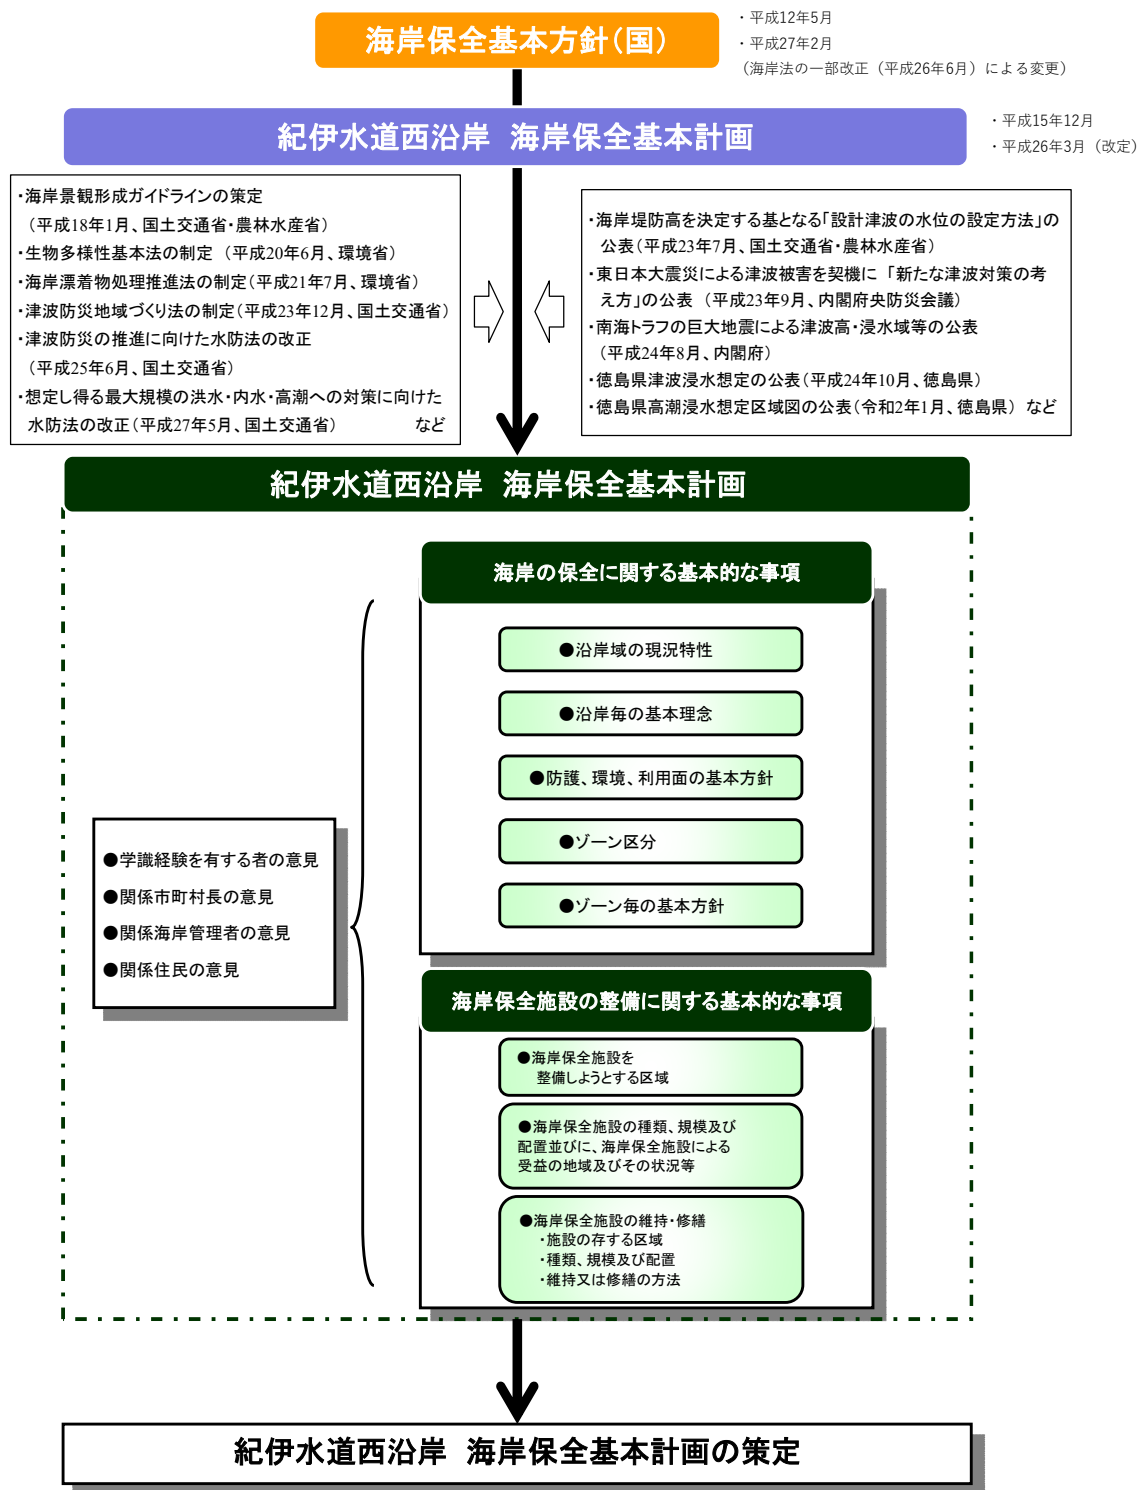 海岸保全基本方針(国)
・平成12年5月
・平成27年2月
（海岸法の一部改正（平成26年6月）による変更）
紀伊水道西沿岸 海岸保全基本計画
・平成15年12月
・平成26年3月（改定）
・海岸景観形成ガイドラインの策定
（平成18年1月、国土交通省・農林水産省）
・生物多様性基本法の制定 （平成20年6月、環境省）
・海岸漂着物処理推進法の制定（平成21年7月、環境省）
・津波防災地域づくり法の制定（平成23年12月、国土交通省）
・津波防災の推進に向けた水防法の改正
（平成25年6月、国土交通省）
・想定し得る最大規模の洪水・内水・高潮への対策に向けた
水防法の改正（平成27年5月、国土交通省） など
・海岸堤防高を決定する基となる「設計津波の水位の設定方法」の
公表（平成23年7月、国土交通省・農林水産省）
・東日本大震災による津波被害を契機に 「新たな津波対策の考
え方」の公表 （平成23年9月、内閣府央防災会議）
・南海トラフの巨大地震による津波高・浸水域等の公表
（平成24年8月、内閣府）
・徳島県津波浸水想定の公表（平成24年10月、徳島県）
・徳島県高潮浸水想定区域図の公表（令和2年1月、徳島県） など
紀伊水道西沿岸 海岸保全基本計画
海岸の保全に関する基本的な事項
●沿岸域の現況特性
●沿岸毎の基本理念
●防護、環境、利用面の基本方針
●ゾーン区分
●ゾーン毎の基本方針
●学識経験を有する者の意見
●関係市町村長の意見
●関係海岸管理者の意見
●関係住民の意見
海岸保全施設の整備に関する基本的な事項
●海岸保全施設を
整備しようとする区域
●海岸保全施設の種類、規模及び
配置並びに、海岸保全施設による
受益の地域及びその状況等
●海岸保全施設の維持・修繕
・施設の存する区域
・種類、規模及び配置
・維持又は修繕の方法
紀伊水道西沿岸 海岸保全基本計画の策定